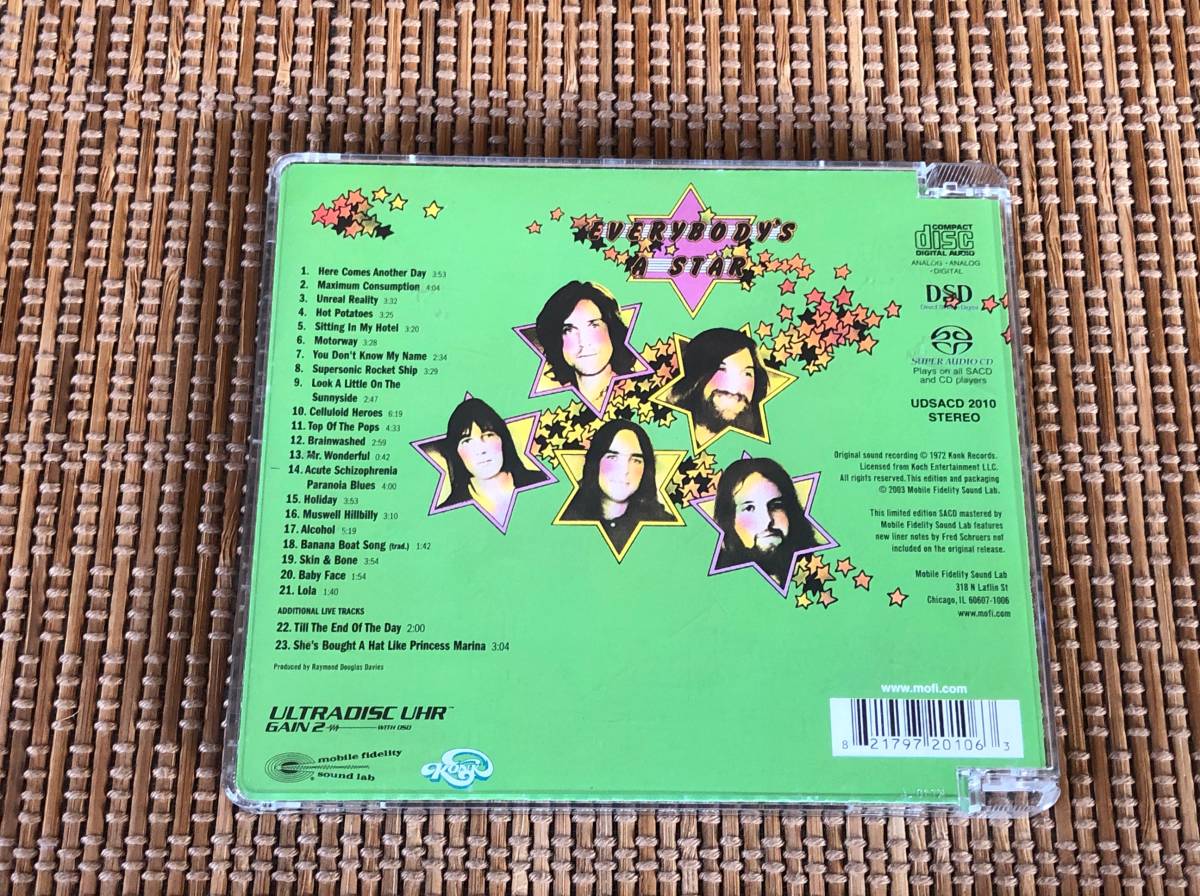 EVERYBODY'S
A STAR
1. Here Comes Another Day 3:53
2. Maximum Consumption 4:04
3. Unreal Reality 3:32
4. Hot Potatoes 3:25
5. Sitting In My Hotel 3:20
6. Motorway 3:28
7. You Don't Know My Name 2:34
8. Supersonic Rocket Ship 3:29
9. Look A Little On The
Sunnyside 2:47
10. Celluloid Heroes 6:19
11. Top Of The Pops 4:33
12. Brainwashed 2:59
13. Mr. Wonderful 0:42
14. Acute Schizophrenia
Paranoia Blues 4:00
15. Holiday 3:53
16. Muswell Hillbilly 3:10
17. Alcohol 5:19
18. Banana Boat Song (trad.) 1:42
19. Skin & Bone 3:54
20. Baby Face 1:54
21. Lola 1:40
ADDITIONAL LIVE TRACKS
22. Till The End Of The Day 2:00
23. She's Bought A Hat Like Princess Marina 3:04
Produced by Raymond Douglas Davies
ULTRADISC UHR™
GAIN 2 WITH DSD
mobile fidelity
sound lab
KONK
COMPACT
disc
DIGITAL AUDIO
ANALOG • ANALOG
• DIGITAL
DSD
Direct Stream Digital
SUPER AUDIO CD
Plays on all SACD
and CD players
UDSACD 2010
STEREO
Original sound recording © 1972 Konk Records.
Licensed from Koch Entertainment LLC.
All rights reserved. This edition and packaging
© 2003 Mobile Fidelity Sound Lab.
This limited edition SACD mastered by
Mobile Fidelity Sound Lab features
new liner notes by Fred Schruers not
included on the original release.
Mobile Fidelity Sound Lab
318 N Laflin St
Chicago, IL 60607-1006
www.mofi.com
www.mofi.com
8 21797 20106 3